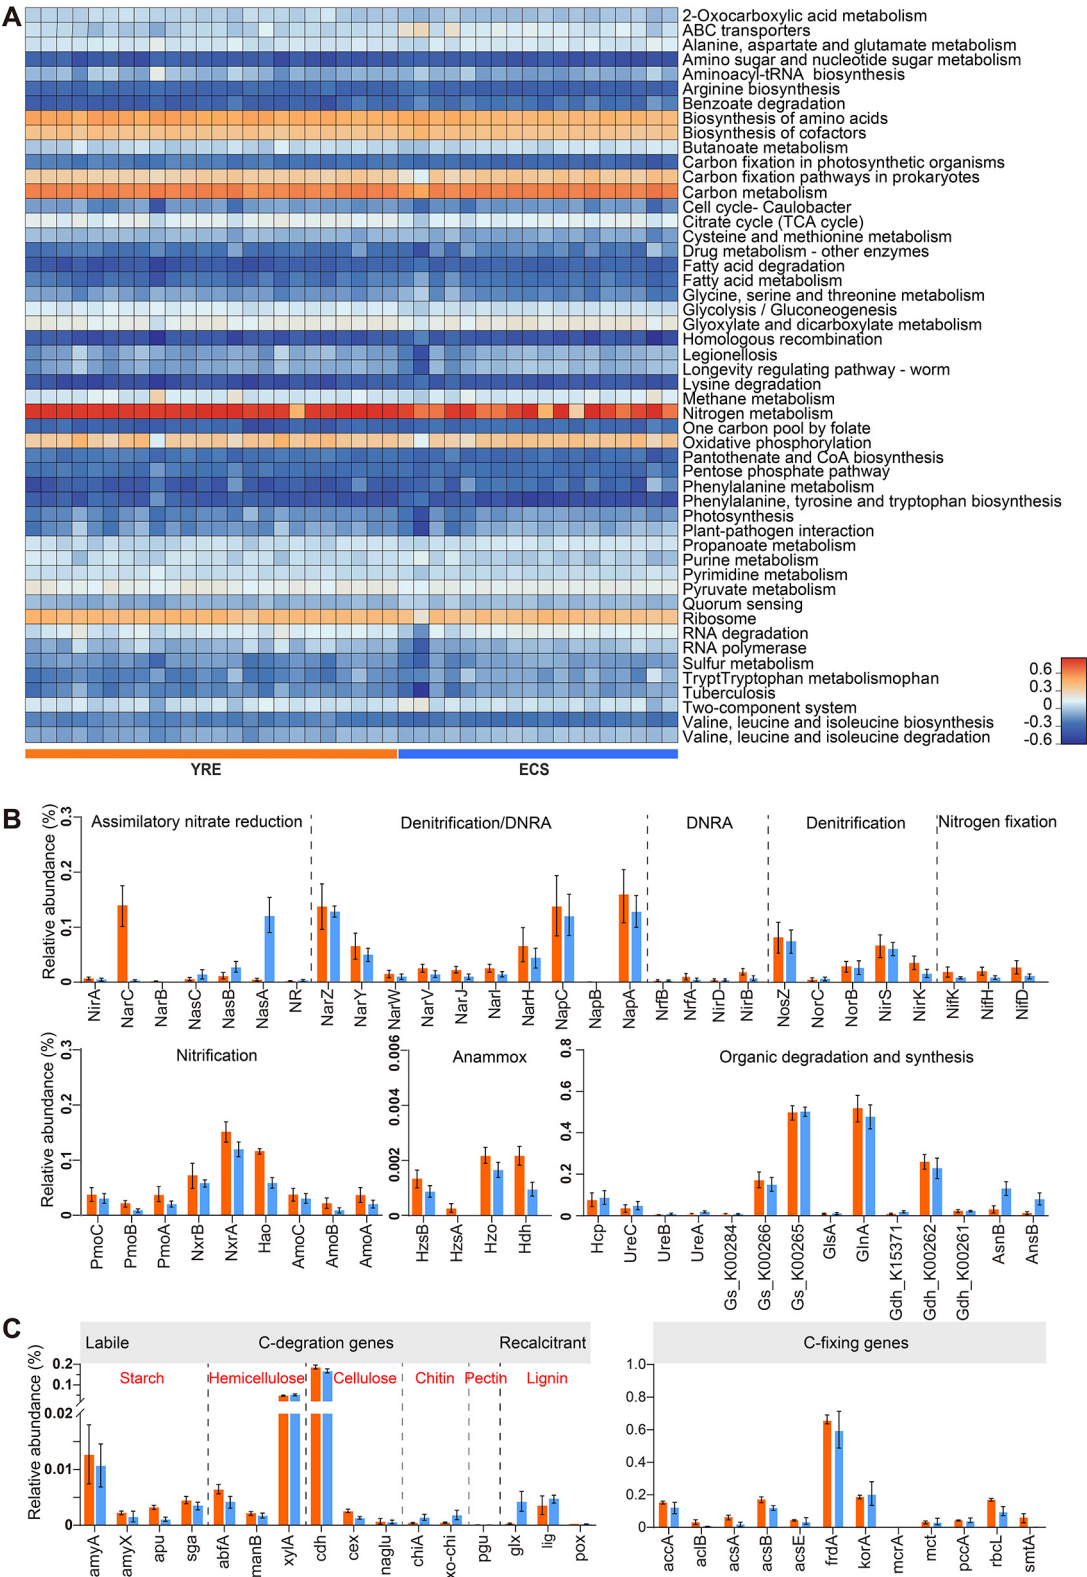 A
2-Oxocarboxylic acid metabolism
ABC transporters
Alanine, aspartate and glutamate metabolism
Amino sugar and nucleotide sugar metabolism
Aminoacyl-tRNA biosynthesis
Arginine biosynthesis
Benzoate degradation
Biosynthesis of amino acids
Biosynthesis of cofactors
Butanoate metabolism
Carbon fixation in photosynthetic organisms
Carbon fixation pathways in prokaryotes
Carbon metabolism
Cell cycle- Caulobacter
Citrate cycle (TCA cycle)
Cysteine and methionine metabolism
Drug metabolism - other enzymes
Fatty acid degradation
Fatty acid metabolism
Glycine, serine and threonine metabolism
Glycolysis / Gluconeogenesis
Glyoxylate and dicarboxylate metabolism
Homologous recombination
Legionellosis
Longevity regulating pathway - worm
Lysine degradation
Methane metabolism
Nitrogen metabolism
One carbon pool by folate
Oxidative phosphorylation
Pantothenate and CoA biosynthesis
Pentose phosphate pathway
Phenylalanine metabolism
Phenylalanine, tyrosine and tryptophan biosynthesis
Photosynthesis
Plant-pathogen interaction
Propanoate metabolism
Purine metabolism
Pyrimidine metabolism
Pyruvate metabolism
Quorum sensing
Ribosome
RNA degradation
RNA polymerase
Sulfur metabolism
TryptTryptophan metabolismophan
Tuberculosis
Two-component system
Valine, leucine and isoleucine biosynthesis
Valine, leucine and isoleucine degradation
0.6
0.3
0
-0.3
-0.6
YRE ECS
B
Relative abundance (%)
0.3
0.2
0.1
0
Assimilatory nitrate reduction Denitrification/DNRA DNRA Denitrification Nitrogen fixation
NirA NarC NarB NasC NasB NasA NR NarZ NarY NarW NarV NarJ NarI NarH NapC NapB NapA NrfB NrfA NirD NirB NosZ NorC NorB NirS NirK NifK NifH NifD
Relative abundance (%)
0.3
0.2
0.1
0
Nitrification
PmoC PmoB PmoA NxrB NxrA Hao AmoC AmoB AmoA
0.006
0.004
0.002
0
Anammox
HzsB HzsA Hzo Hdh
0.8
0.6
0.4
0.2
0
Organic degradation and synthesis
Hcp UreC UreB UreA Gs_K00284 Gs_K00266 Gs_K00265 GlsA GlnA Gdh_K15371 Gdh_K00262 Gdh_K00261 AsnB AnsB
C
Labile C-degration genes Recalcitrant
Starch Hemicellulose Cellulose Chitin Pectin Lignin
Relative abundance (%)
0.2
0.1
0.02
0.01
0
amyA amyX apu sga abfA manB xylA cdh cex naglu chiA xo-chi pgu glx lig pox
C-fixing genes
1.0
0.8
0.6
0.4
0.2
0
accA aclB acsA acsB acsE frdA korA mcrA mct pccA rbcL smtA